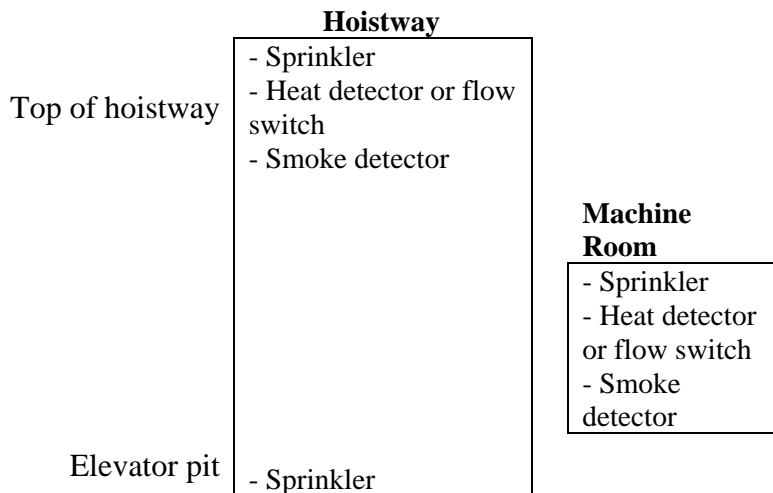 Hoistway
Top of hoistway
- Sprinkler
- Heat detector or flow
switch
- Smoke detector
Machine
Room
- Sprinkler
- Heat detector
or flow switch
- Smoke
detector
Elevator pit
- Sprinkler